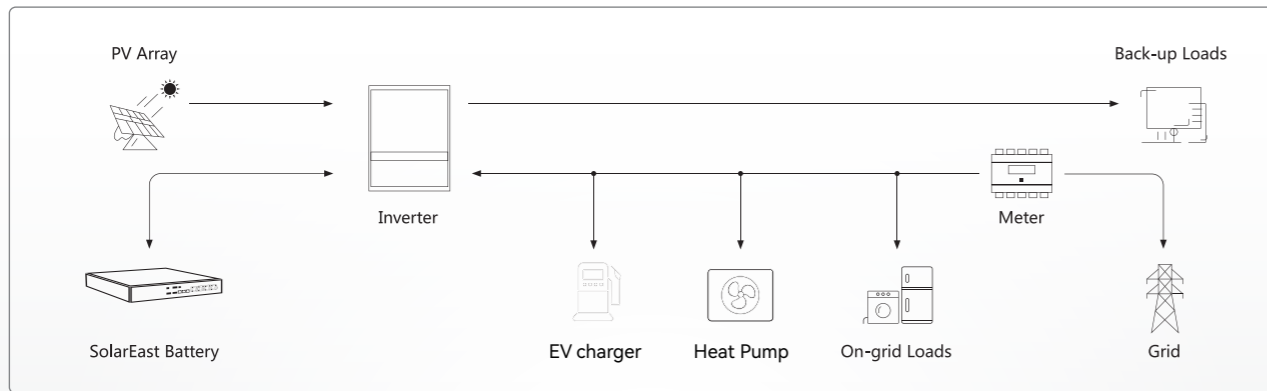 PV Array
Back-up Loads
Inverter
Meter
SolarEast Battery
EV charger
Heat Pump
On-grid Loads
Grid